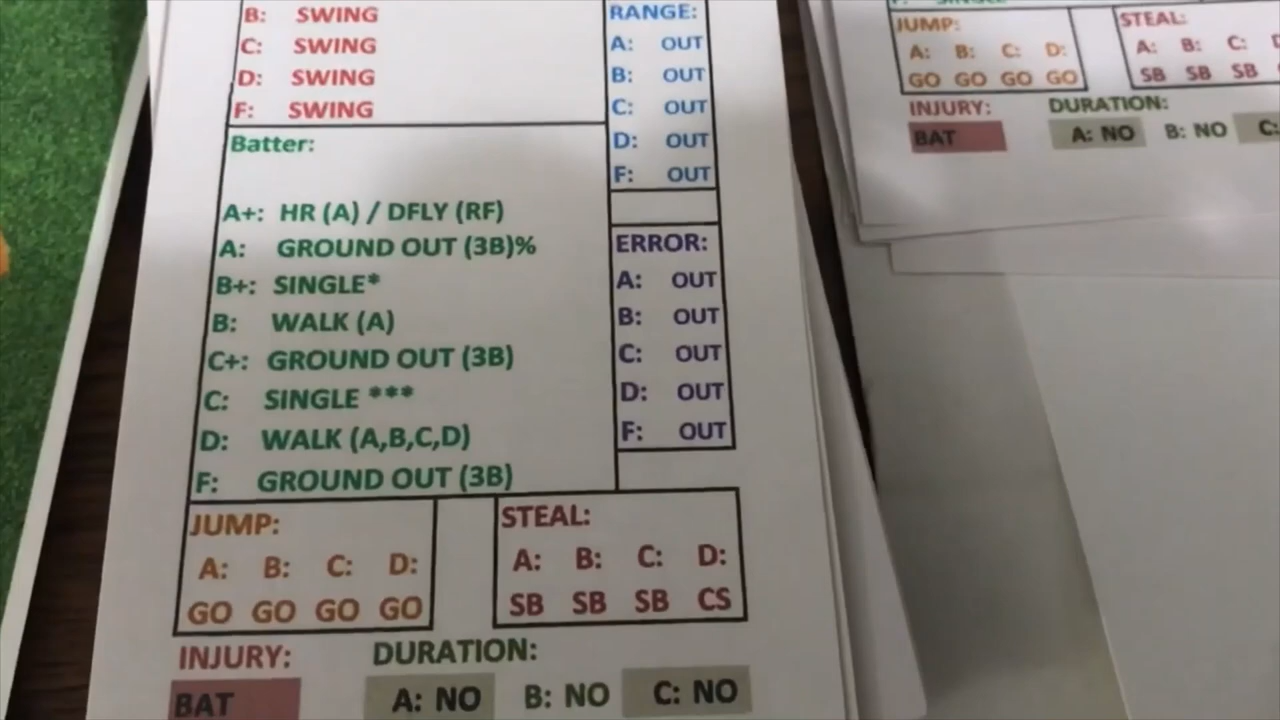 B: SWING
C: SWING
D: SWING
F: SWING
Batter:
A+: HR (A) / DFLY (RF)
A: GROUND OUT (3B)%
B+: SINGLE*
B: WALK (A)
C+: GROUND OUT (3B)
C: SINGLE ***
D: WALK (A,B,C,D)
F: GROUND OUT (3B)
RANGE:
A: OUT
B: OUT
C: OUT
D: OUT
F: OUT
ERROR:
A: OUT
B: OUT
C: OUT
D: OUT
F: OUT
JUMP:
A: B: C: D:
GO GO GO GO
STEAL:
A: B: C: D:
SB SB SB CS
INJURY: DURATION:
BAT A: NO B: NO C: NO
JUMP:
A: B: C: D:
GO GO GO GO
STEAL:
A: B: C:
SB SB SB
INJURY: DURATION:
BAT A: NO B: NO C: